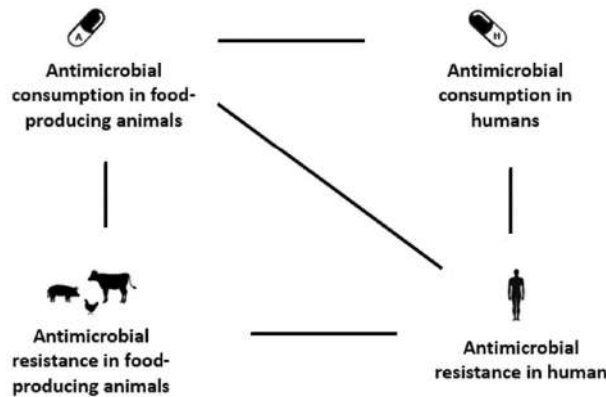 A
Antimicrobial
consumption in food-
producing animals
H
Antimicrobial
consumption in
humans
Antimicrobial
resistance in food-
producing animals
Antimicrobial
resistance in human